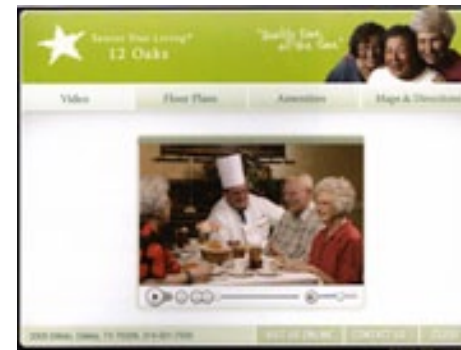 Senior Star Living®
12 Oaks
"Quality time,
all the time."
Video
Floor Plans
Amenities
Maps & Directions
VISIT US ONLINE
CONTACT US